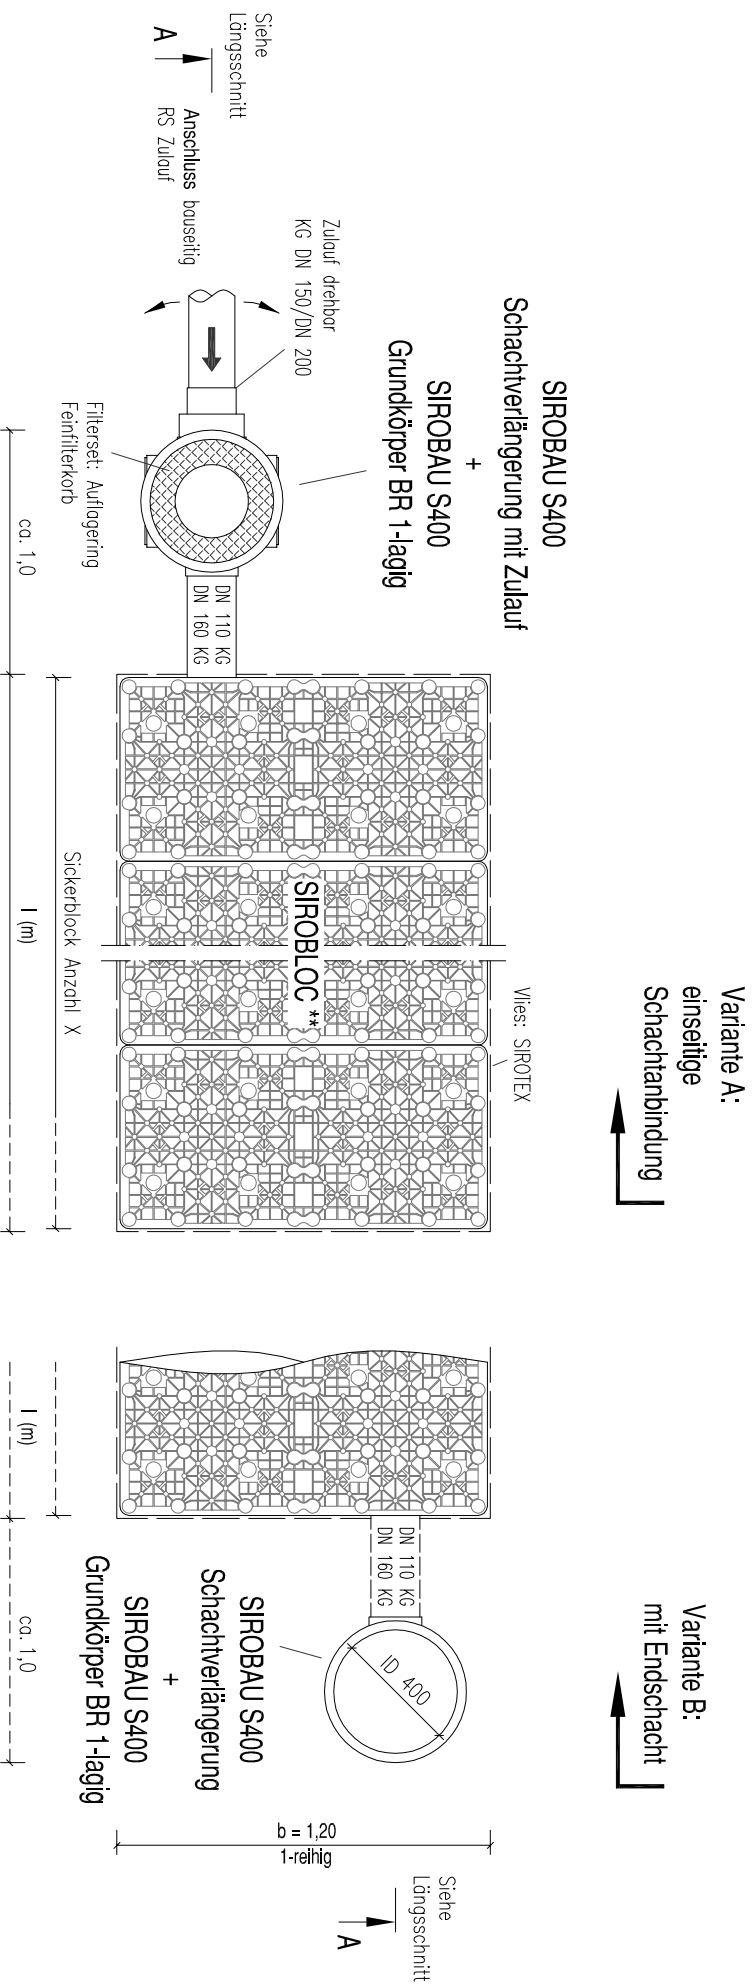 Variante A:
einseitige
Schachtanbindung
Variante B:
mit Endschacht
SIROBAU S400
Schachtverlängerung mit Zulauf
+
SIROBAU S400
Grundkörper BR 1-lagig
Zulauf drehbar
KG DN 150/DN 200
Siehe
Längsschnitt
A
Anschluss bauseitig
RS Zulauf
Filterset: Auflagering
Feinfilterkorb
DN 110 KG
DN 160 KG
Vlies: SIROTEX
SIROBLOC **
Sickerblock Anzahl X
ca. 1,0
l (m)
DN 110 KG
DN 160 KG
ID 400
SIROBAU S400
Schachtverlängerung
+
SIROBAU S400
Grundkörper BR 1-lagig
l (m)
ca. 1,0
b = 1,20
1-reihig
Siehe
Längsschnitt
A